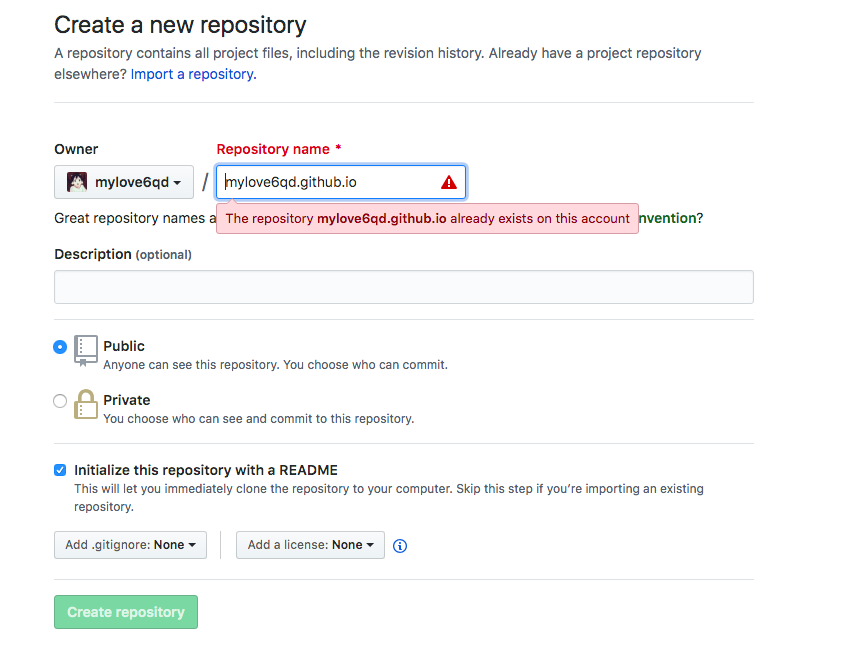 Create a new repository
A repository contains all project files, including the revision history. Already have a project repository
elsewhere? Import a repository.
Owner
Repository name *
mylove6qd
/
mylove6qd.github.io
Great repository names a
The repository mylove6qd.github.io already exists on this account
nvention?
Description (optional)
Public
Anyone can see this repository. You choose who can commit.
Private
You choose who can see and commit to this repository.
Initialize this repository with a README
This will let you immediately clone the repository to your computer. Skip this step if you’re importing an existing
repository.
Add .gitignore: None
Add a license: None
Create repository